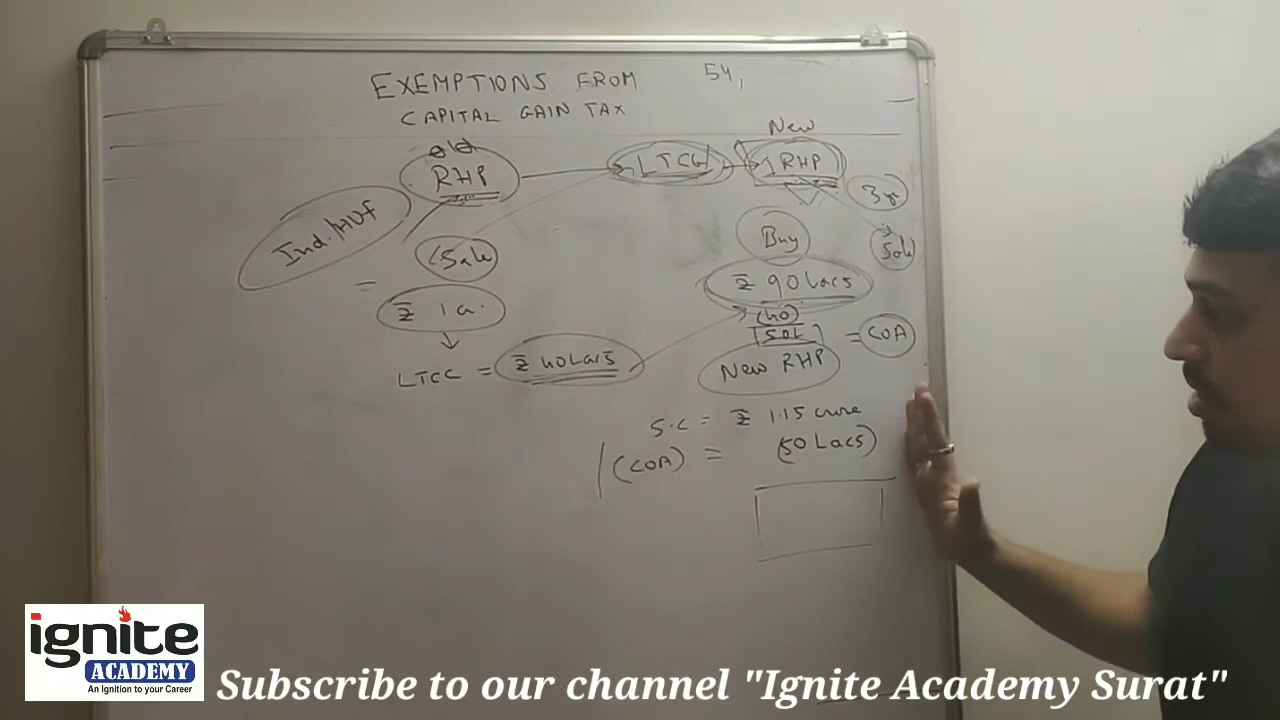 EXEMPTIONS FROM 54,
CAPITAL GAIN TAX
New
old
RHP LTCG 1 RHP
3yr
Ind./HUF
Buy
Sale Sold
₹ 90 Lacs
₹ 1 cr.
(40)
50L = COA
LTCG = ₹ 40 Lacs
New RHP
S.C = ₹ 1.15 crore
(COA) = (50 Lacs)
ignite
ACADEMY
An Ignition to your Career
Subscribe to our channel "Ignite Academy Surat"